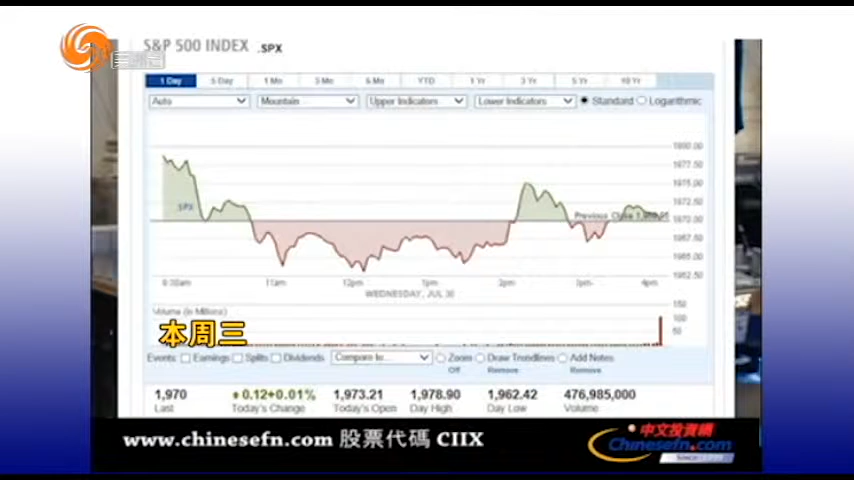 S&P 500 INDEX .SPX
1 Day 5 Day 1 Mo 3 Mo 6 Mo YTD 1 Yr 3 Yr 5 Yr 10 Yr
Auto Mountain Upper Indicators Lower Indicators Standard Logarithmic
1980.00
1977.50
1975.00
1972.50
.SPX
Previous Close
1970.00
1967.50
1965.00
1962.50
11am 12pm 1pm 2pm 3pm 4pm
WEDNESDAY, JUL 30
Volume (In Millions)
150
100
50
本周三
Events: Earnings Splits Dividends Compare to... Zoom Draw Trendlines Add Notes
Off Remove Remove
1,970 +0.12+0.01% 1,973.21 1,978.90 1,962.42 476,985,000
Last Today's Change Today's Open Day High Day Low Volume
www.chinesefn.com 股票代碼 CIIX
中文投資網
Chinesefn.com